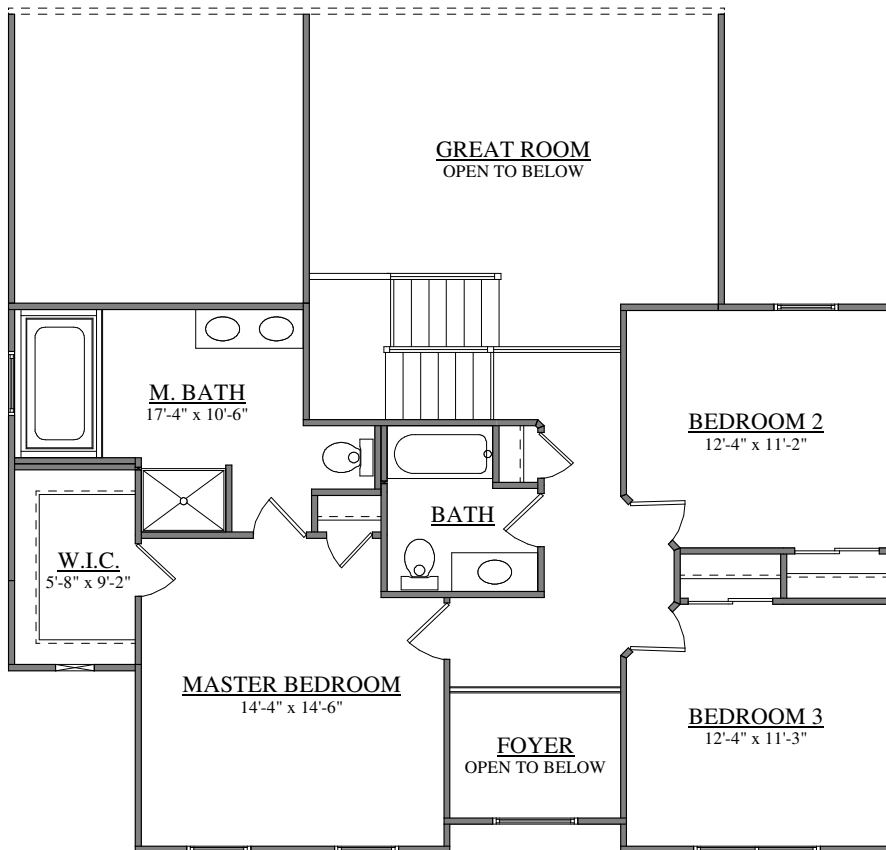 GREAT ROOM
OPEN TO BELOW
M. BATH
17'-4" x 10'-6"
BEDROOM 2
12'-4" x 11'-2"
BATH
W.I.C.
5'-8" x 9'-2"
MASTER BEDROOM
14'-4" x 14'-6"
BEDROOM 3
12'-4" x 11'-3"
FOYER
OPEN TO BELOW